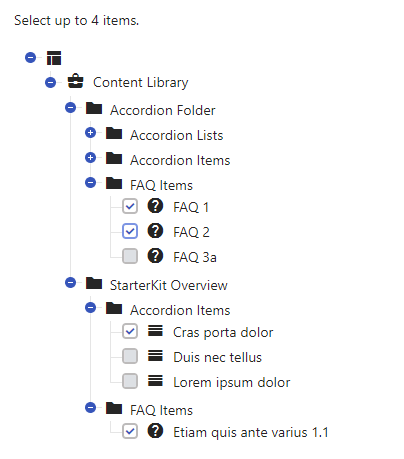 Select up to 4 items.
Content Library
Accordion Folder
Accordion Lists
Accordion Items
FAQ Items
FAQ 1
FAQ 2
FAQ 3a
StarterKit Overview
Accordion Items
Cras porta dolor
Duis nec tellus
Lorem ipsum dolor
FAQ Items
Etiam quis ante varius 1.1